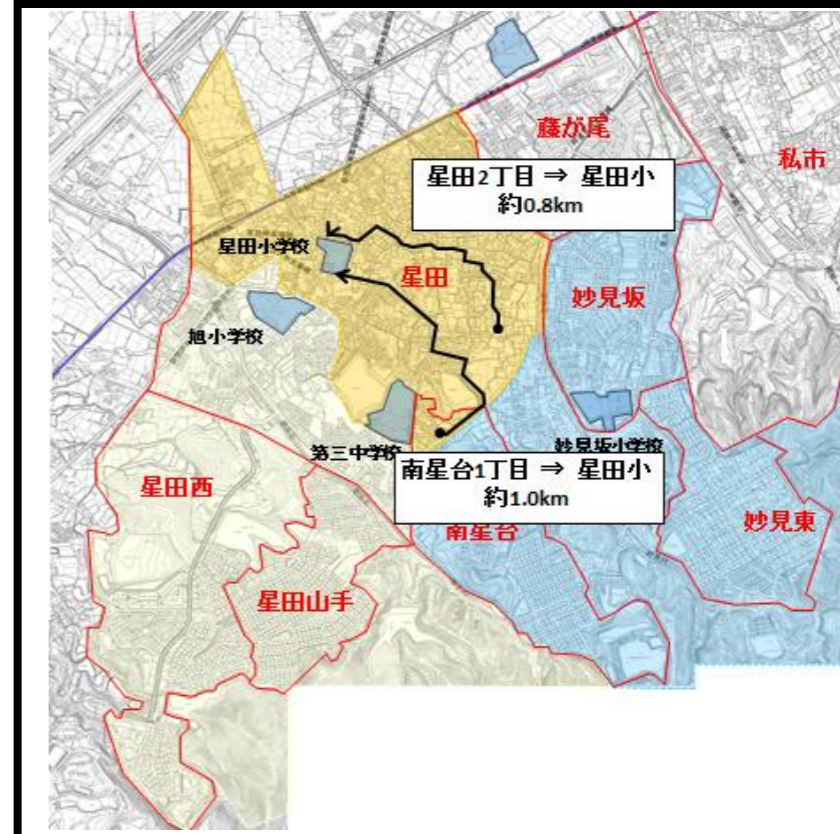 藤が尾
私市
星田2丁目 ⇒ 星田小
約0.8km
星田小学校
星田
妙見坂
旭小学校
第三中学校
妙見坂小学校
南星台1丁目 ⇒ 星田小
約1.0km
星田西
南星台
妙見東
星田山手